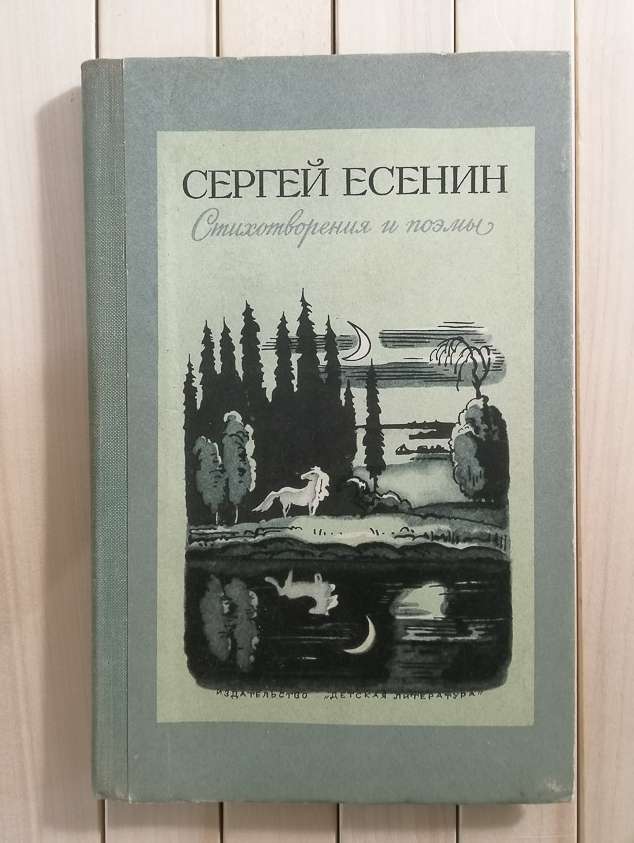 СЕРГЕЙ ЕСЕНИН
Стихотворения и поэмы
ИЗДАТЕЛЬСТВО „ДЕТСКАЯ ЛИТЕРАТУРА"